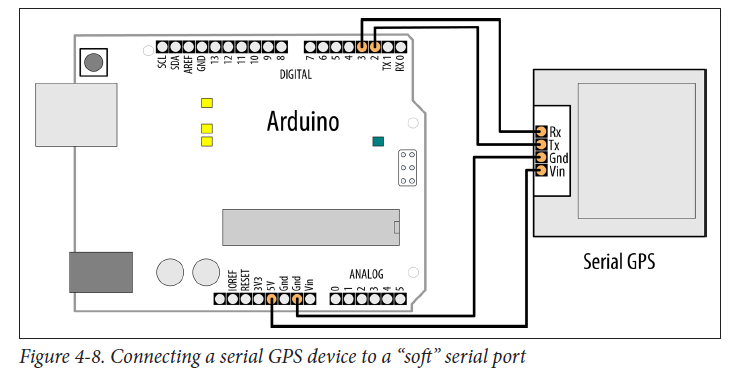 SCL SDA AREF GND 13 12 11 10 9 8 7 6 5 4 3 2 TX 1 RX 0
DIGITAL
Arduino
Rx
Tx
Gnd
Vin
Serial GPS
IOREF RESET 3V3 5V Gnd Gnd Vin
ANALOG
0 1 2 3 4 5
Figure 4-8. Connecting a serial GPS device to a “soft” serial port